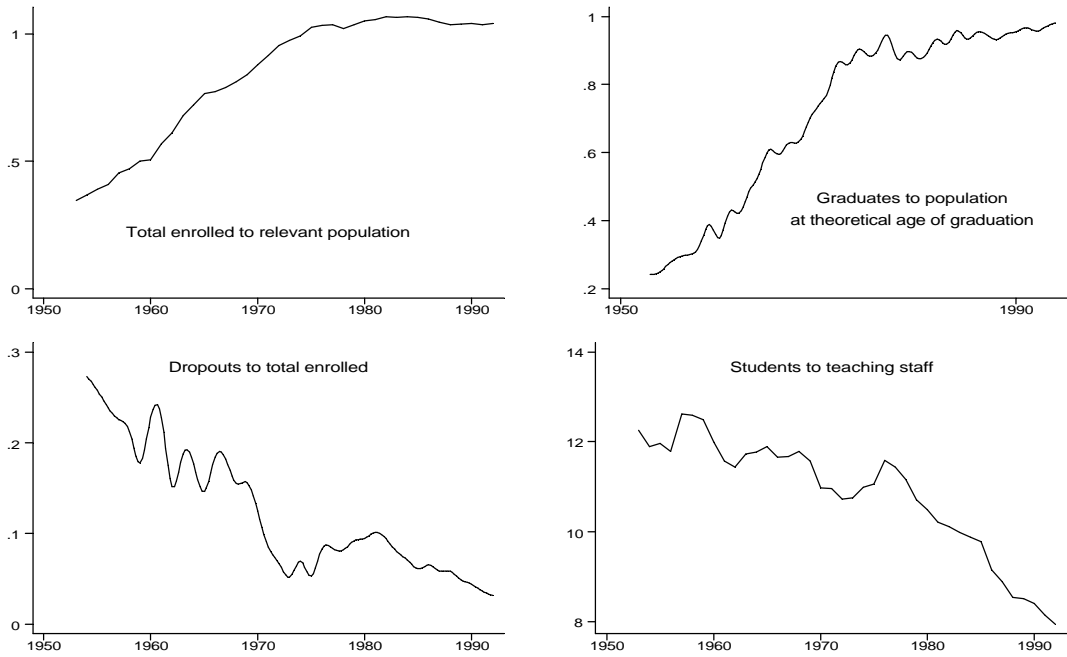 1
.5
0
Total enrolled to relevant population
1950 1960 1970 1980 1990
1
.8
.6
.4
.2
Graduates to population
at theoretical age of graduation
1950 1990
.3
.2
.1
0
Dropouts to total enrolled
1950 1960 1970 1980 1990
14
12
10
8
Students to teaching staff
1950 1960 1970 1980 1990